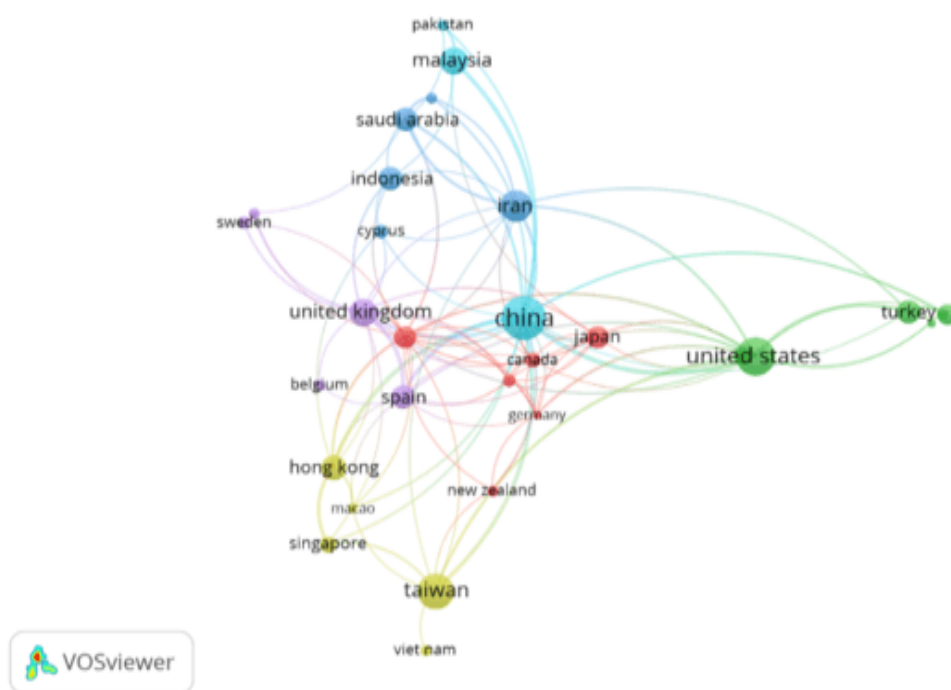 pakistan
malaysia
saudi arabia
indonesia
iran
sweden
cyprus
united kingdom
china
turkey
japan
canada
united states
belgium
spain
germany
hong kong
new zealand
macao
singapore
taiwan
viet nam
VOSviewer